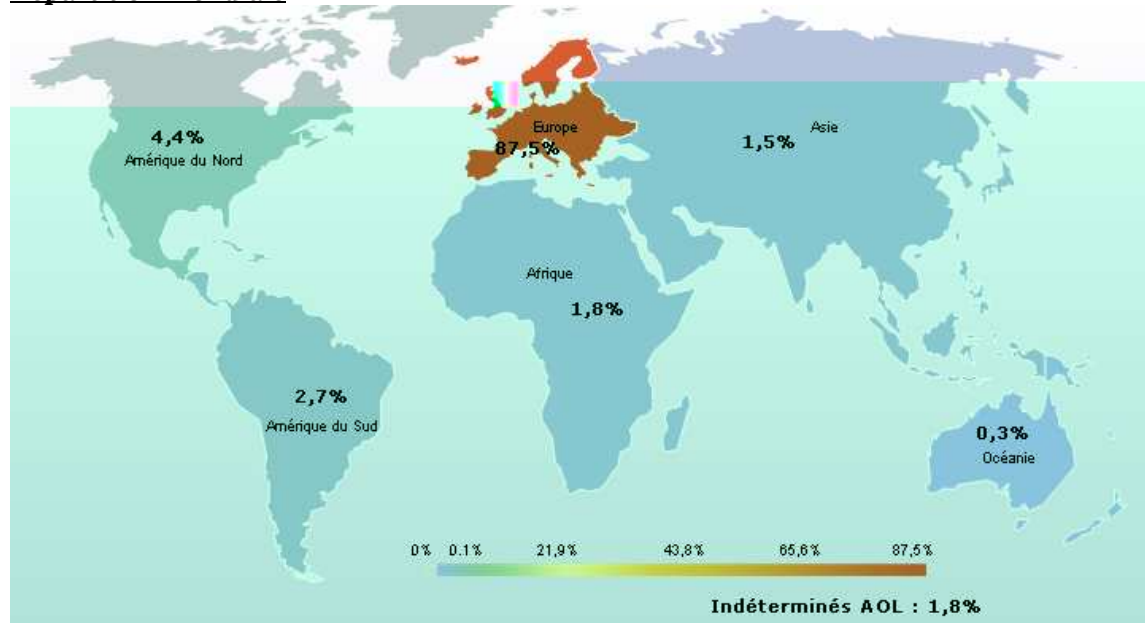 4,4%
Amérique du Nord
Europe
87,5%
Asie
1,5%
Afrique
1,8%
2,7%
Amérique du Sud
0,3%
Océanie
0% 0.1% 21,9% 43,8% 65,6% 87,5%
Indéterminés AOL : 1,8%